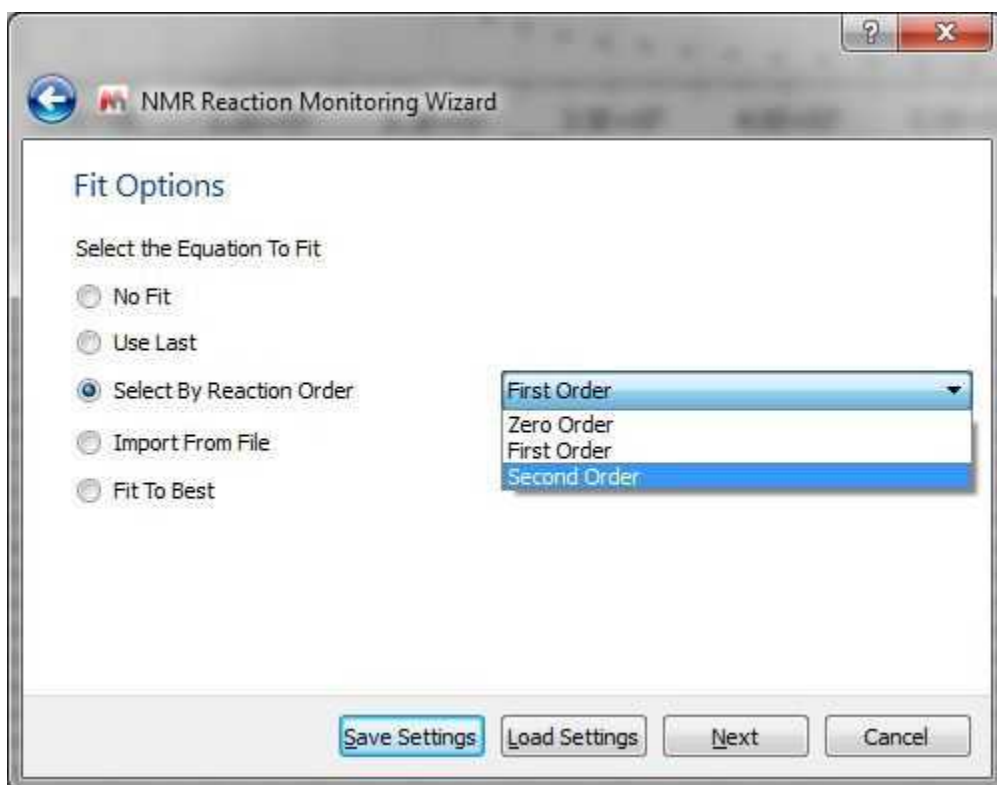 NMR Reaction Monitoring Wizard
Fit Options
Select the Equation To Fit
No Fit
Use Last
Select By Reaction Order
First Order
Zero Order
First Order
Second Order
Import From File
Fit To Best
Save Settings
Load Settings
Next
Cancel